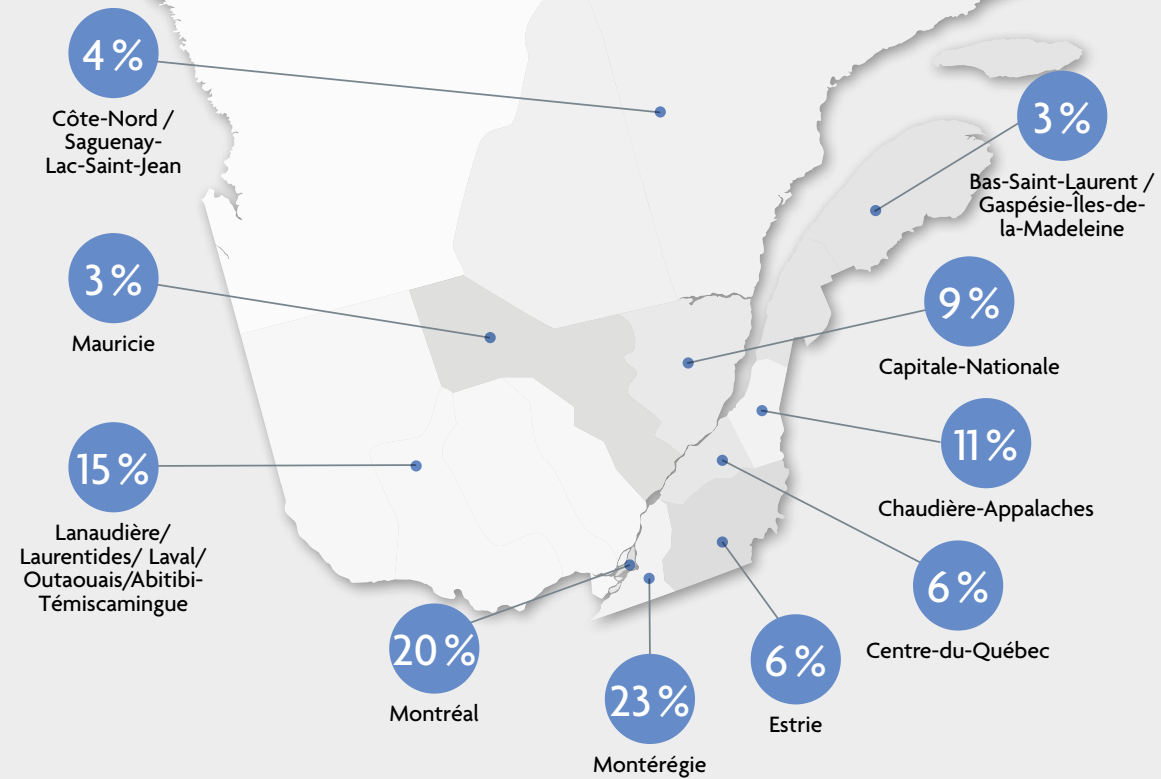 4 %
Côte-Nord /
Saguenay-
Lac-Saint-Jean
3 %
Bas-Saint-Laurent /
Gaspésie-Îles-de-
la-Madeleine
3 %
Mauricie
9 %
Capitale-Nationale
15 %
Lanaudière/
Laurentides/ Laval/
Outaouais/Abitibi-
Témiscamingue
11 %
Chaudière-Appalaches
6 %
Centre-du-Québec
20 %
Montréal
23 %
Montérégie
6 %
Estrie